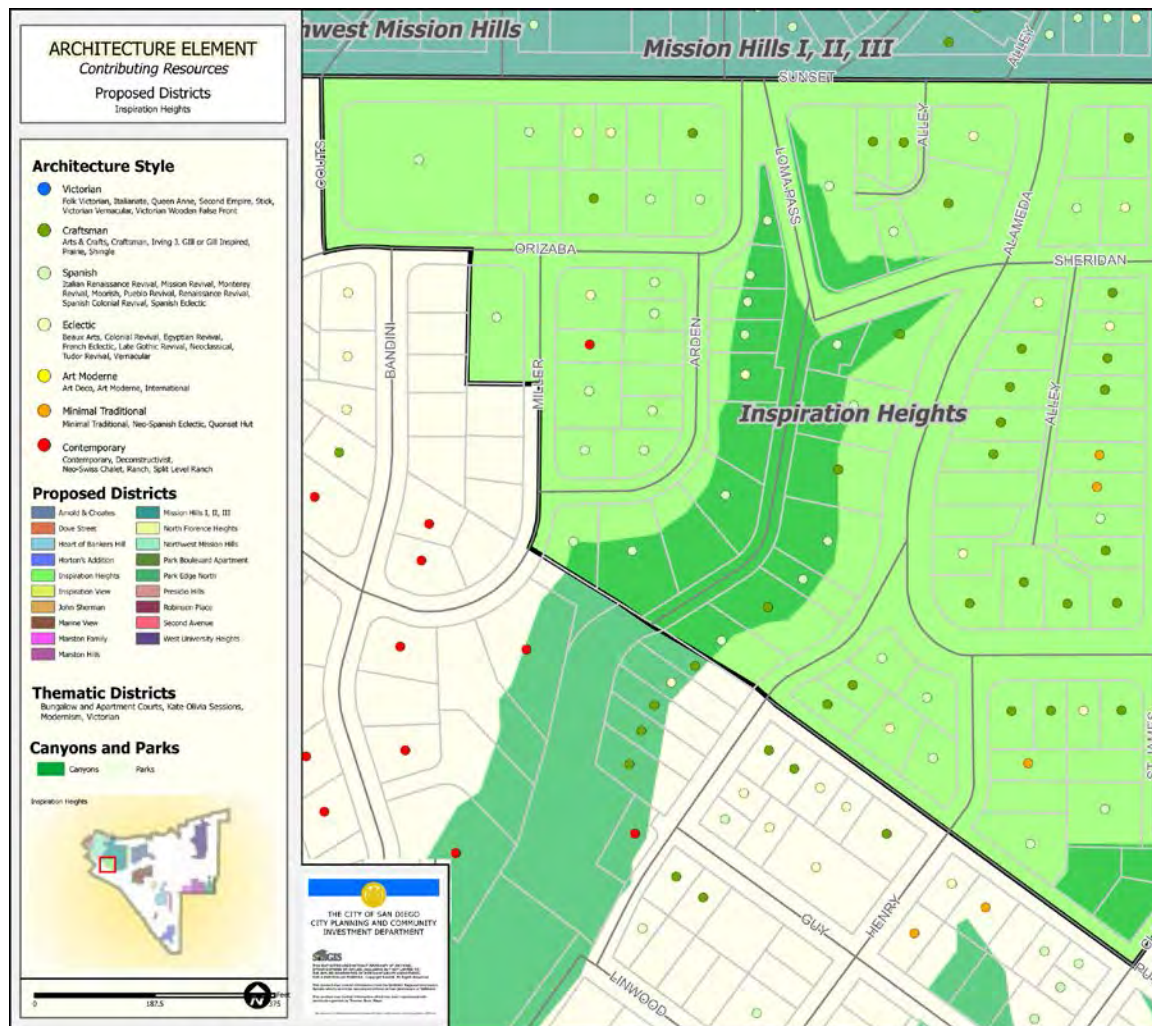 ARCHITECTURE ELEMENT
Contributing Resources
Proposed Districts
Inspiration Heights
Architecture Style
Victorian
Folk Victorian, Italianate, Queen Anne, Second Empire, Stick,
Victorian Vernacular, Victorian Wooden False Front
Craftsman
Arts & Crafts, Craftsman, Irving J. Gill or Gill Inspired,
Prairie, Shingle
Spanish
Italian Renaissance Revival, Mission Revival, Monterey
Revival, Moorish, Pueblo Revival, Renaissance Revival,
Spanish Colonial Revival, Spanish Eclectic
Eclectic
Beaux Arts, Colonial Revival, Egyptian Revival,
French Eclectic, Late Gothic Revival, Neoclassical,
Tudor Revival, Vernacular
Art Moderne
Art Deco, Art Moderne, International
Minimal Traditional
Minimal Traditional, Neo-Spanish Eclectic, Quonset Hut
Contemporary
Contemporary, Deconstructivist,
Neo-Swiss Chalet, Ranch, Split Level Ranch
Proposed Districts
Arnold & Choates
Mission Hills I, II, III
Dove Street
North Florence Heights
Heart of Bankers Hill
Northwest Mission Hills
Horton's Addition
Park Boulevard Apartment
Inspiration Heights
Park Edge North
Inspiration View
Presidio Hills
John Sherman
Robinson Place
Marine View
Second Avenue
Marston Family
West University Heights
Marston Hills
Thematic Districts
Bungalow and Apartment Courts, Kate Olivia Sessions,
Modernism, Victorian
Canyons and Parks
Canyons
Parks
Inspiration Heights
N
Feet
0
187.5
375
THE CITY OF SAN DIEGO
CITY PLANNING AND COMMUNITY
INVESTMENT DEPARTMENT
SanGIS
hwest Mission Hills
Mission Hills I, II, III
SUNSET
ALLEY
COUTS
LOMA PASS
ALLEY
ALAMEDA
ORIZABA
SHERIDAN
BANDINI
MILLER
ARDEN
ALLEY
Inspiration Heights
ST JAMES
GUY
HENRY
LINWOOD